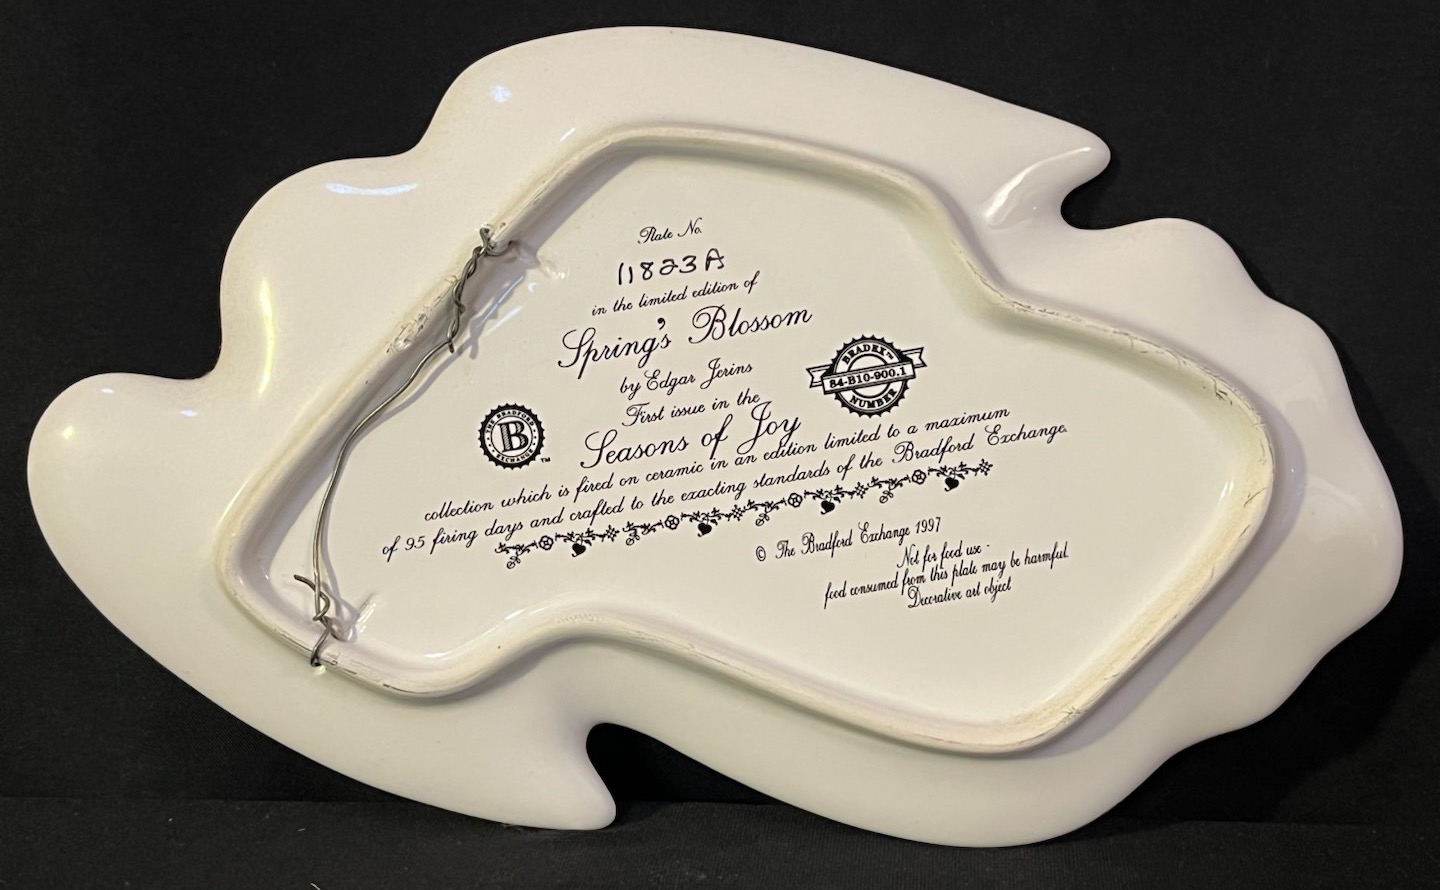 Plate No.
11823A
in the limited edition of
Spring's Blossom
by Edgar Jerins
First issue in the
Seasons of Joy
collection which is fired on ceramic in an edition limited to a maximum
of 95 firing days and crafted to the exacting standards of the Bradford Exchange.
THE BRADFORD
B
EXCHANGE
TM
BRADEX™
84-B10-900.1
NUMBER
© The Bradford Exchange 1997
Not for food use -
food consumed from this plate may be harmful.
Decorative art object